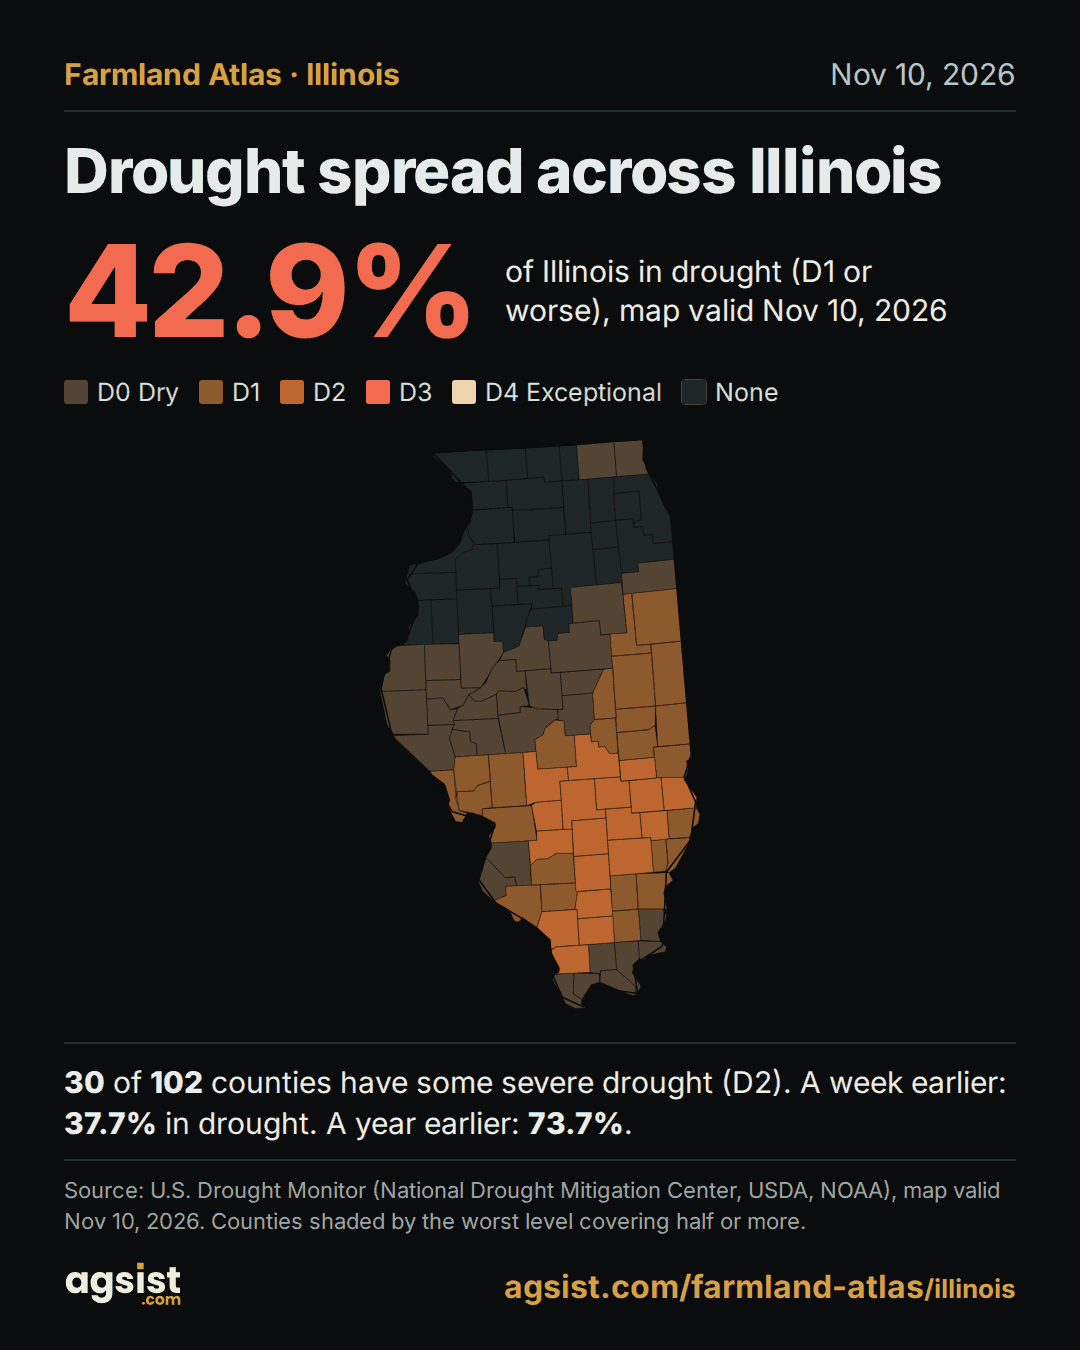 Farmland Atlas · Illinois
Nov 10, 2026
Drought spread across Illinois
42.9%
of Illinois in drought (D1 or
worse), map valid Nov 10, 2026
D0 Dry D1 D2 D3 D4 Exceptional None
30 of 102 counties have some severe drought (D2). A week earlier:
37.7% in drought. A year earlier: 73.7%.
Source: U.S. Drought Monitor (National Drought Mitigation Center, USDA, NOAA), map valid
Nov 10, 2026. Counties shaded by the worst level covering half or more.
agsist
.com
agsist.com/farmland-atlas/illinois